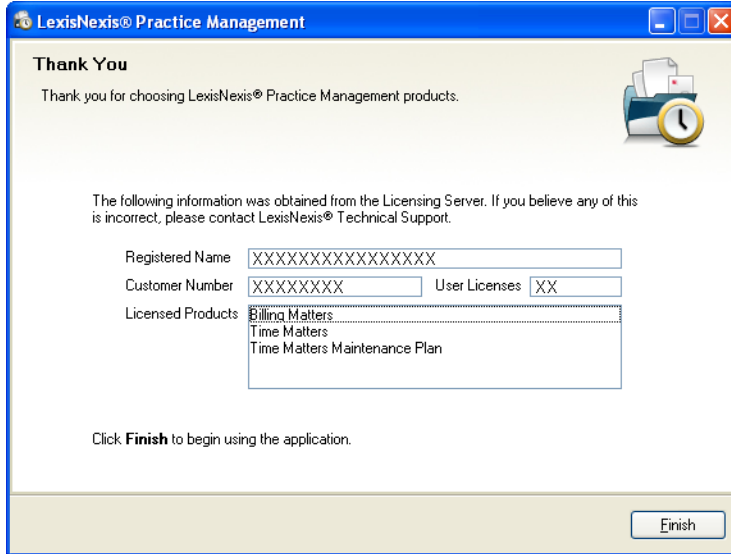 LexisNexis® Practice Management
Thank You
Thank you for choosing LexisNexis® Practice Management products.
The following information was obtained from the Licensing Server. If you believe any of this
is incorrect, please contact LexisNexis® Technical Support.
Registered Name XXXXXXXXXXXXXXXX
Customer Number XXXXXXXX User Licenses XX
Licensed Products Billing Matters
Time Matters
Time Matters Maintenance Plan
Click Finish to begin using the application.
Finish